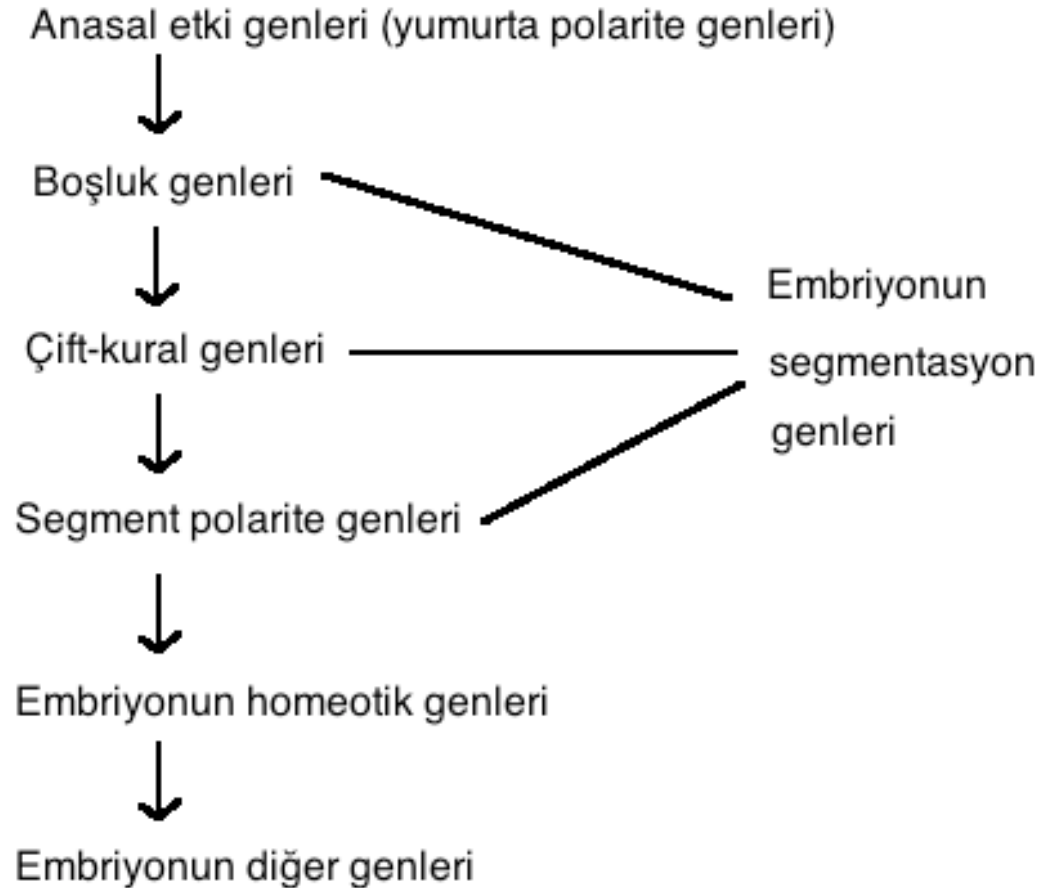 Anasal etki genleri (yumurta polarite genleri)
Boşluk genleri
Çift-kural genleri
Segment polarite genleri
Embriyonun homeotik genleri
Embriyonun diğer genleri
Embriyonun
segmentasyon
genleri